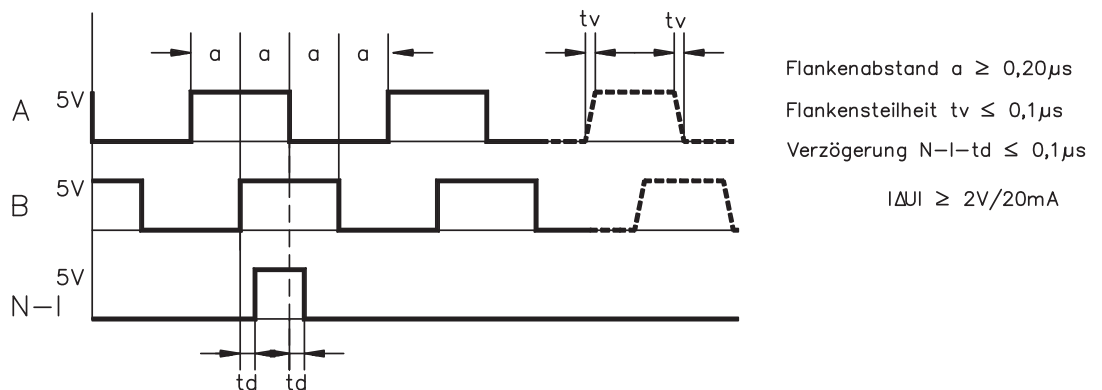 tv tv
a a a a
A 5V
B 5V
N-I 5V
td td
Flankenabstand a ≥ 0,20µs
Flankensteilheit tv ≤ 0,1µs
Verzögerung N-I-td ≤ 0,1µs
|ΔU| ≥ 2V/20mA